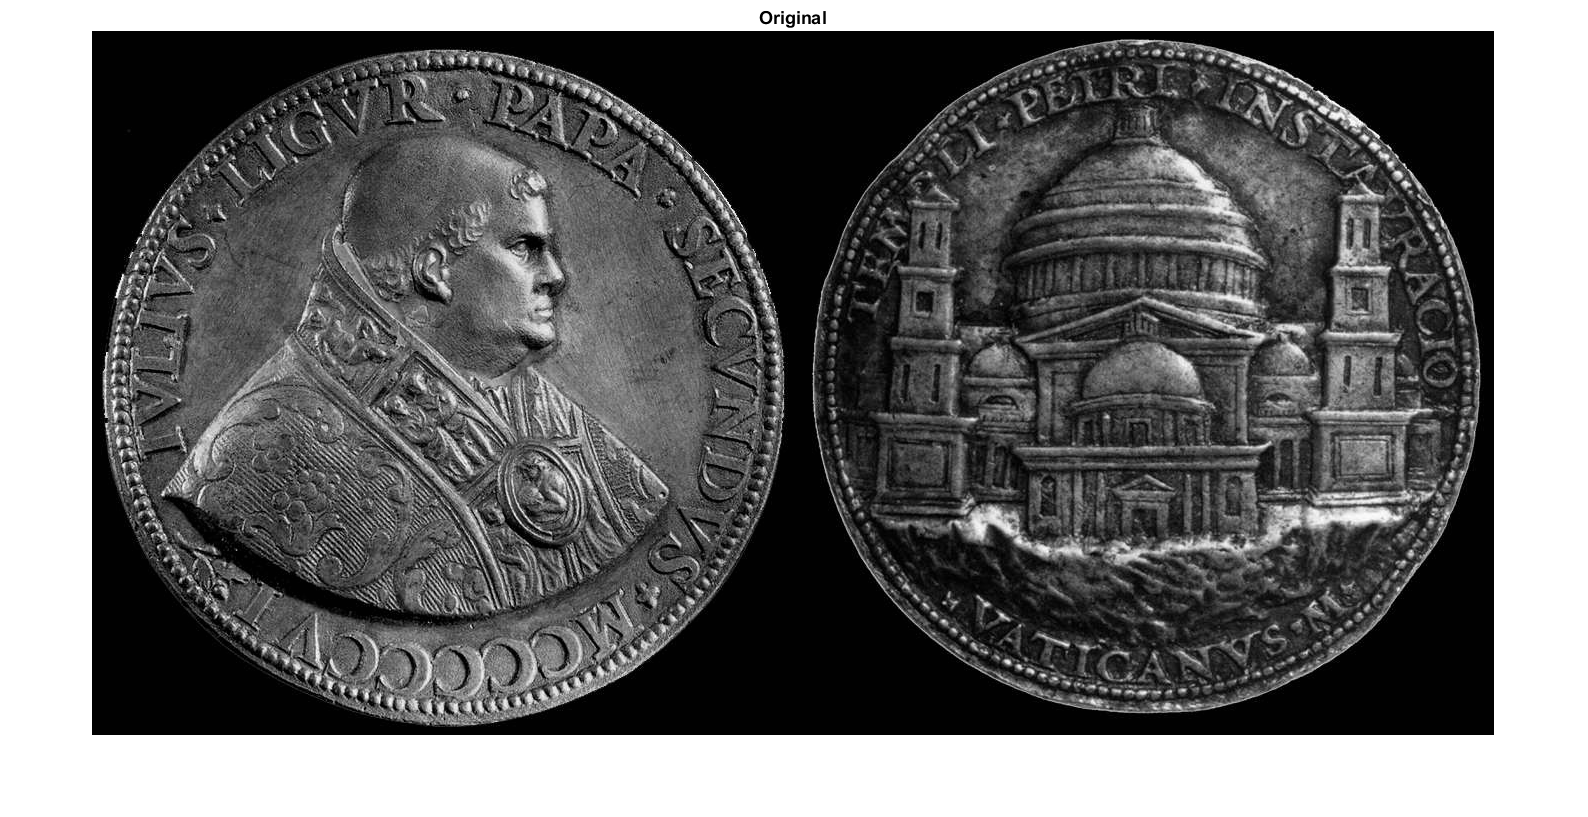 Original
IVLIVS · LIGVR · PAPA · SECVNDVS · MCCCCCVI
TEMPLI · PETRI · INSTAVRACIO
VATICANVS · M